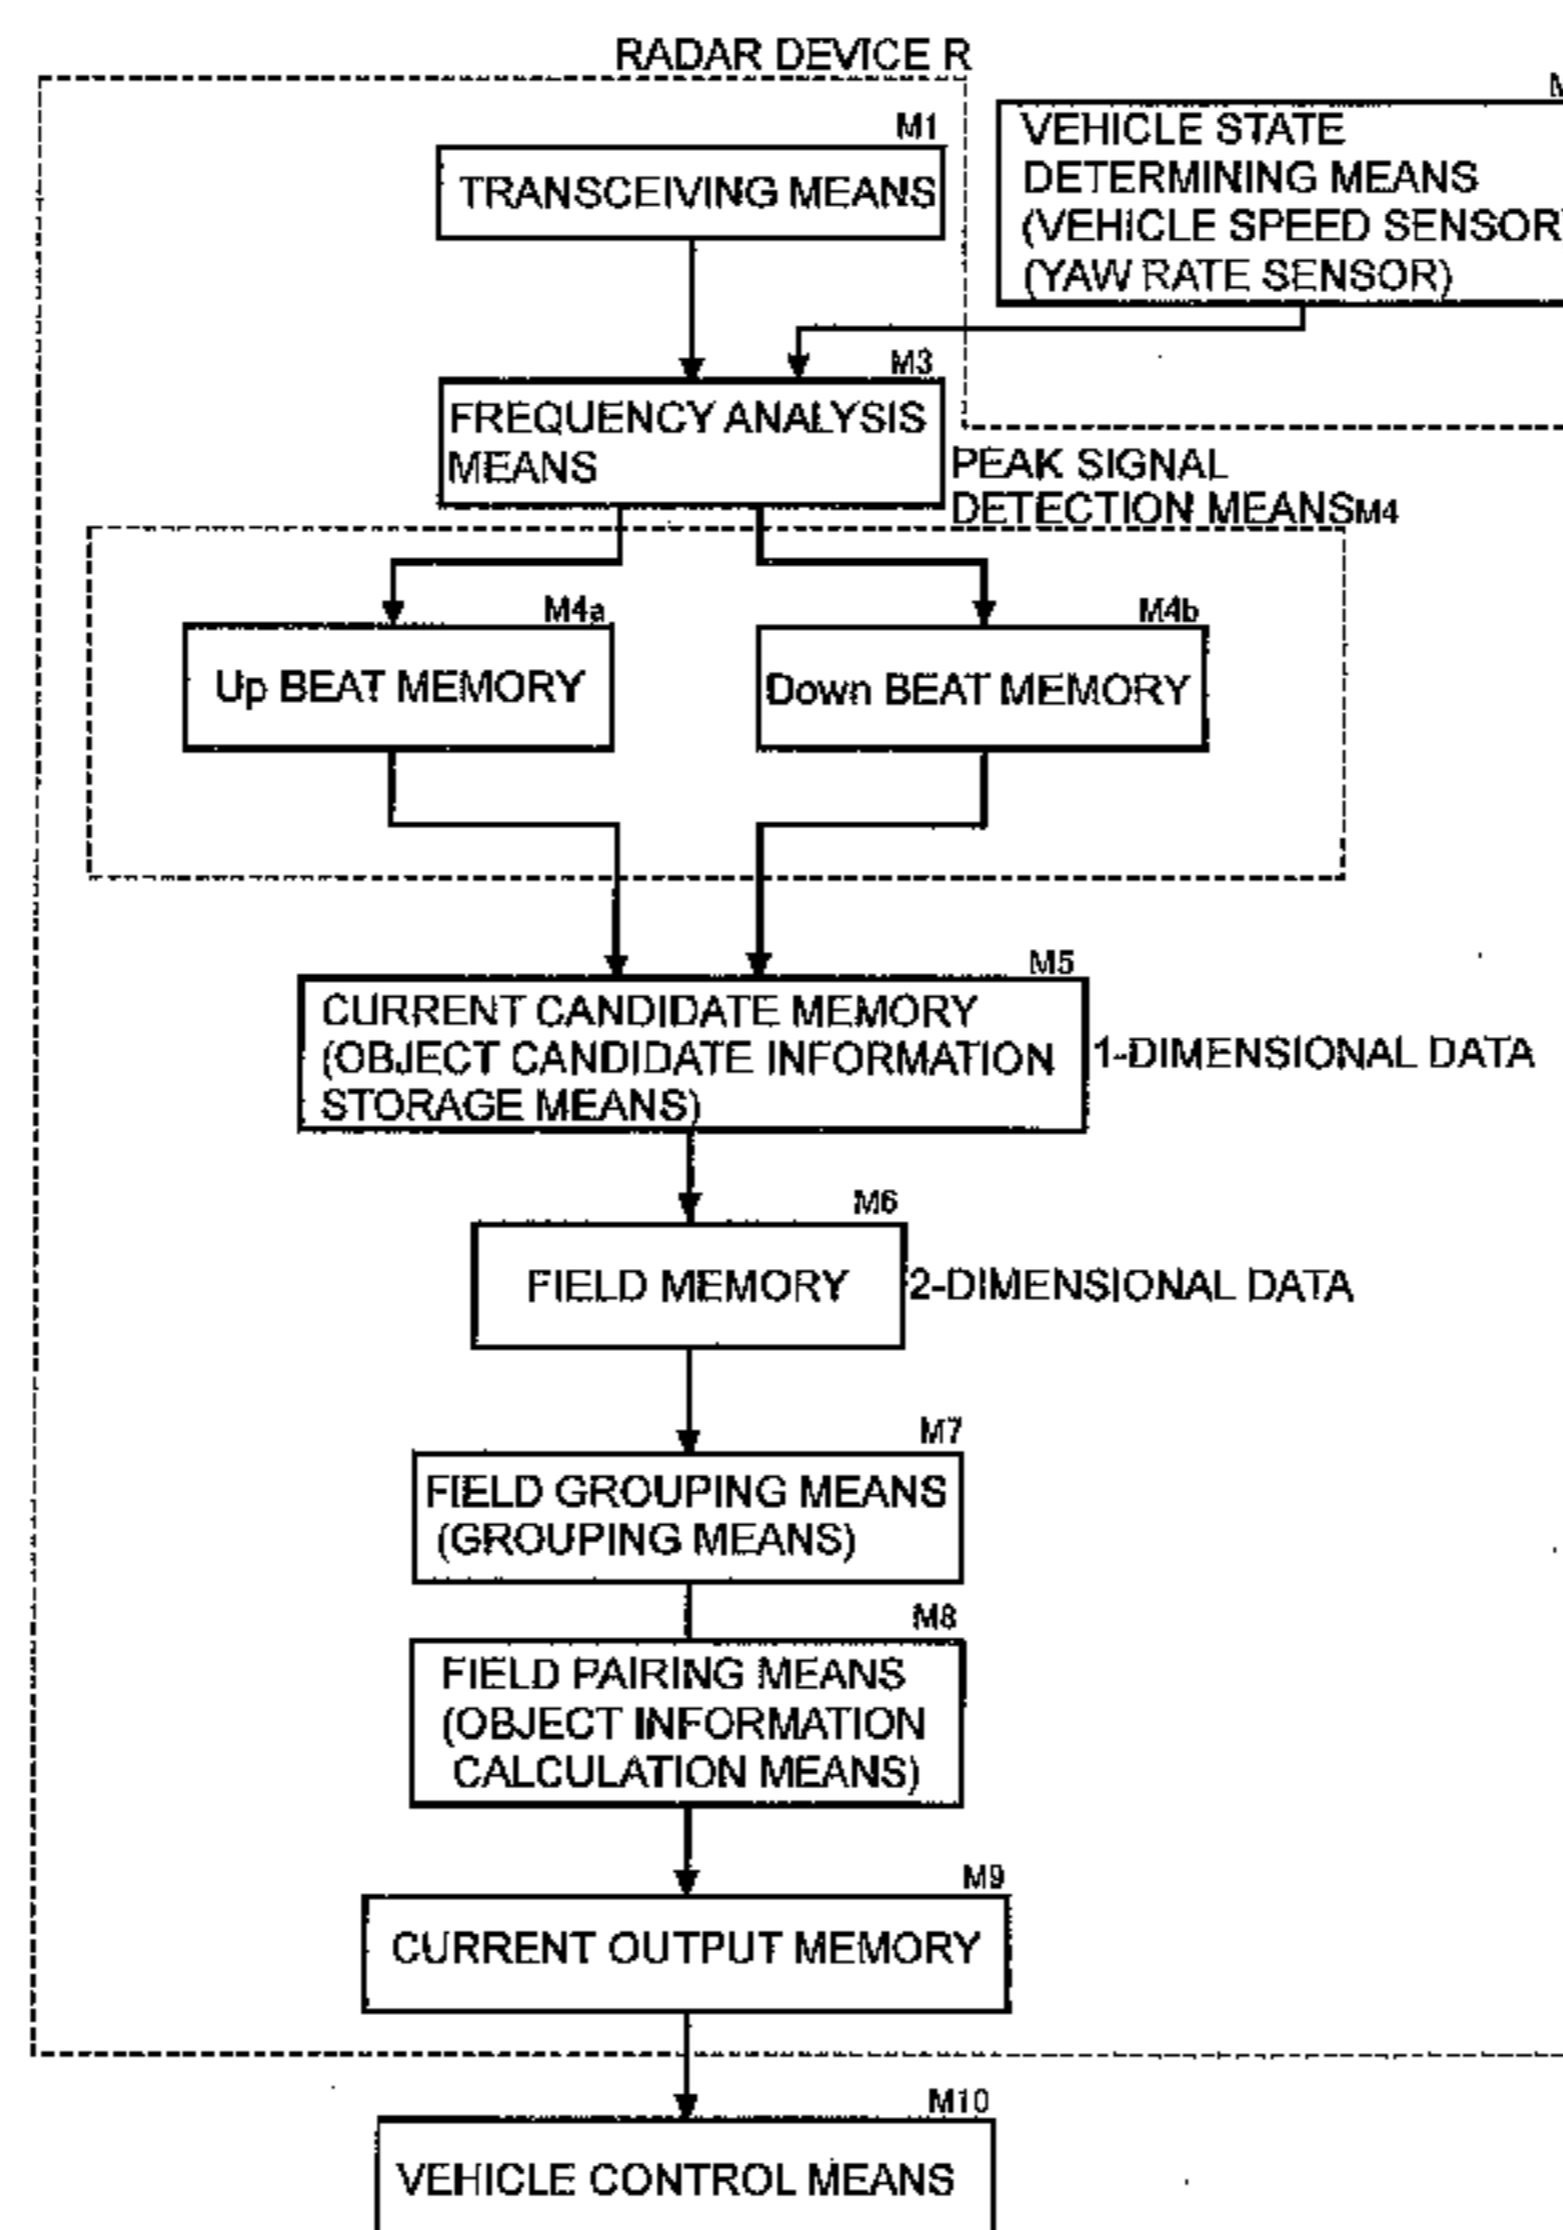 RADAR DEVICE R
M1
TRANSCEIVING MEANS
VEHICLE STATE
DETERMINING MEANS
(VEHICLE SPEED SENSOR
(YAW RATE SENSOR)
M3
FREQUENCY ANALYSIS
MEANS
PEAK SIGNAL
DETECTION MEANS M4
M4a
Up BEAT MEMORY
M4b
Down BEAT MEMORY
M5
CURRENT CANDIDATE MEMORY
(OBJECT CANDIDATE INFORMATION
STORAGE MEANS)
1-DIMENSIONAL DATA
M6
FIELD MEMORY
2-DIMENSIONAL DATA
M7
FIELD GROUPING MEANS
(GROUPING MEANS)
M8
FIELD PAIRING MEANS
(OBJECT INFORMATION
CALCULATION MEANS)
M9
CURRENT OUTPUT MEMORY
M10
VEHICLE CONTROL MEANS